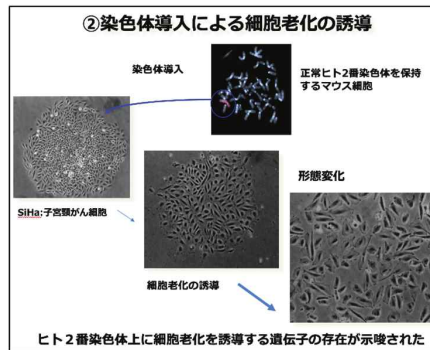 ②染色体導入による細胞老化の誘導
染色体導入
正常ヒト2番染色体を保持
するマウス細胞
SiHa:子宮頸がん細胞
形態変化
細胞老化の誘導
ヒト２番染色体上に細胞老化を誘導する遺伝子の存在が示唆された